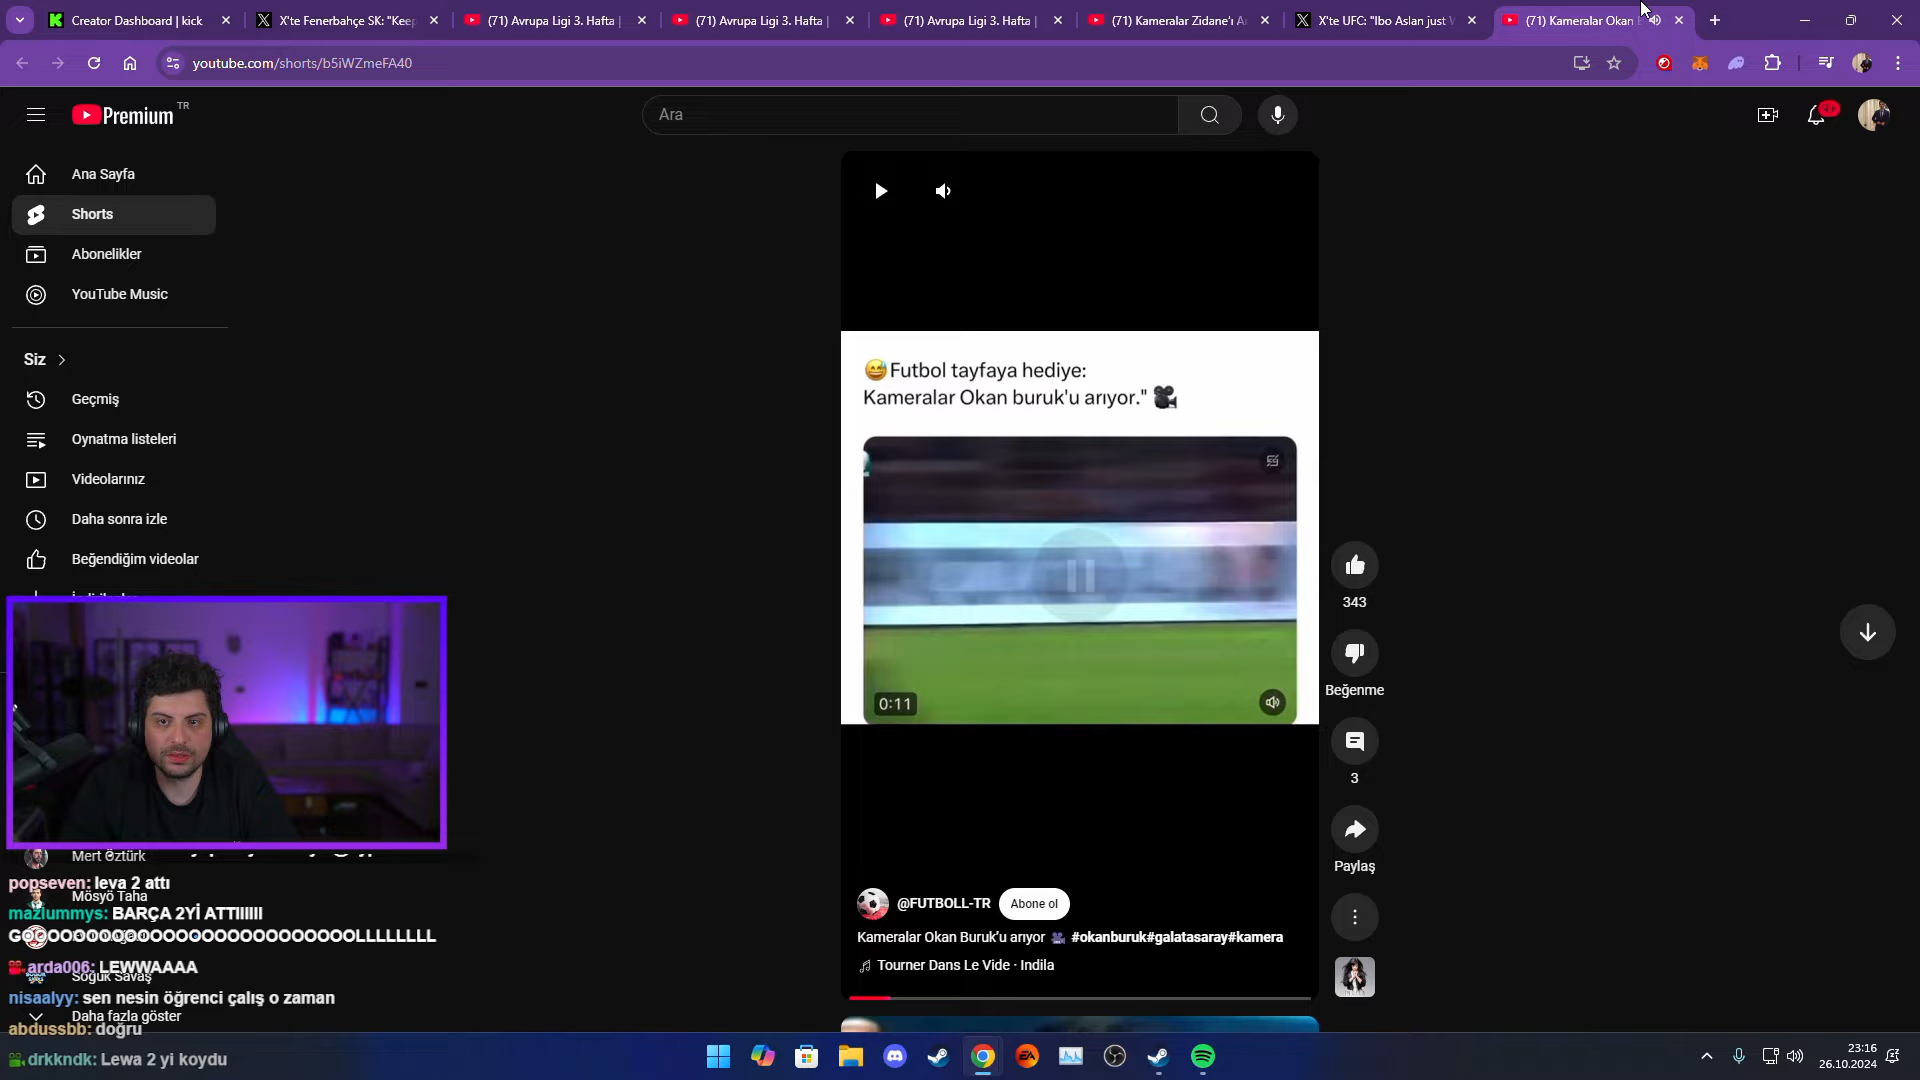 Creator Dashboard | kick
X'te Fenerbahçe SK: "Keep
(71) Avrupa Ligi 3. Hafta |
(71) Avrupa Ligi 3. Hafta |
(71) Avrupa Ligi 3. Hafta |
(71) Kameralar Zidane'ı A
X'te UFC: "Ibo Aslan just W
(71) Kameralar Okan
youtube.com/shorts/b5iWZmeFA40
Premium TR
Ara
9+
Ana Sayfa
Shorts
Abonelikler
YouTube Music
Siz
Geçmiş
Oynatma listeleri
Videolarınız
Daha sonra izle
Beğendiğim videolar
😅Futbol tayfaya hediye:
Kameralar Okan buruk'u arıyor." 🎥
0:11
343
Beğenme
3
Paylaş
@FUTBOLL-TR
Abone ol
Kameralar Okan Buruk'u arıyor 🎥 #okanburuk#galatasaray#kamera
Tourner Dans Le Vide · Indila
Mert Öztürk
popseven: leva 2 attı
Mösyö Taha
mazlummys: BARÇA 2Yİ ATTIIIIII
GOOOOOOOOOOOOOOOOOOOOOOOOLLLLLLLL
arda006: LEWWAAAA
Soğuk Savaş
nisaalyy: sen nesin öğrenci çalış o zaman
Daha fazla göster
abdussbb: doğru
drkkndk: Lewa 2 yi koydu
23:16
26.10.2024